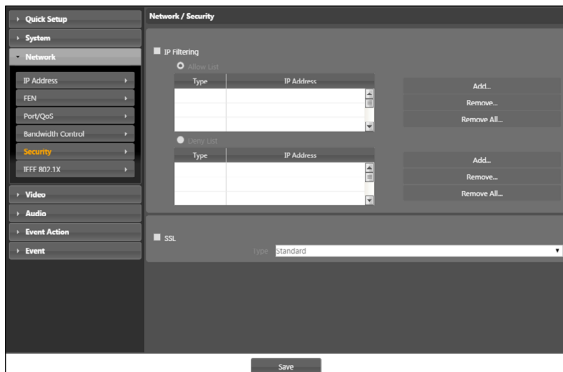 Quick Setup
System
Network
IP Address
FEN
Port/QoS
Bandwidth Control
Security
IEEE 802.1X
Video
Audio
Event Action
Event
Network / Security
IP Filtering
Allow List
Type IP Address
Add...
Remove...
Remove All...
Deny List
Type IP Address
Add...
Remove...
Remove All...
SSL
Type Standard
Save